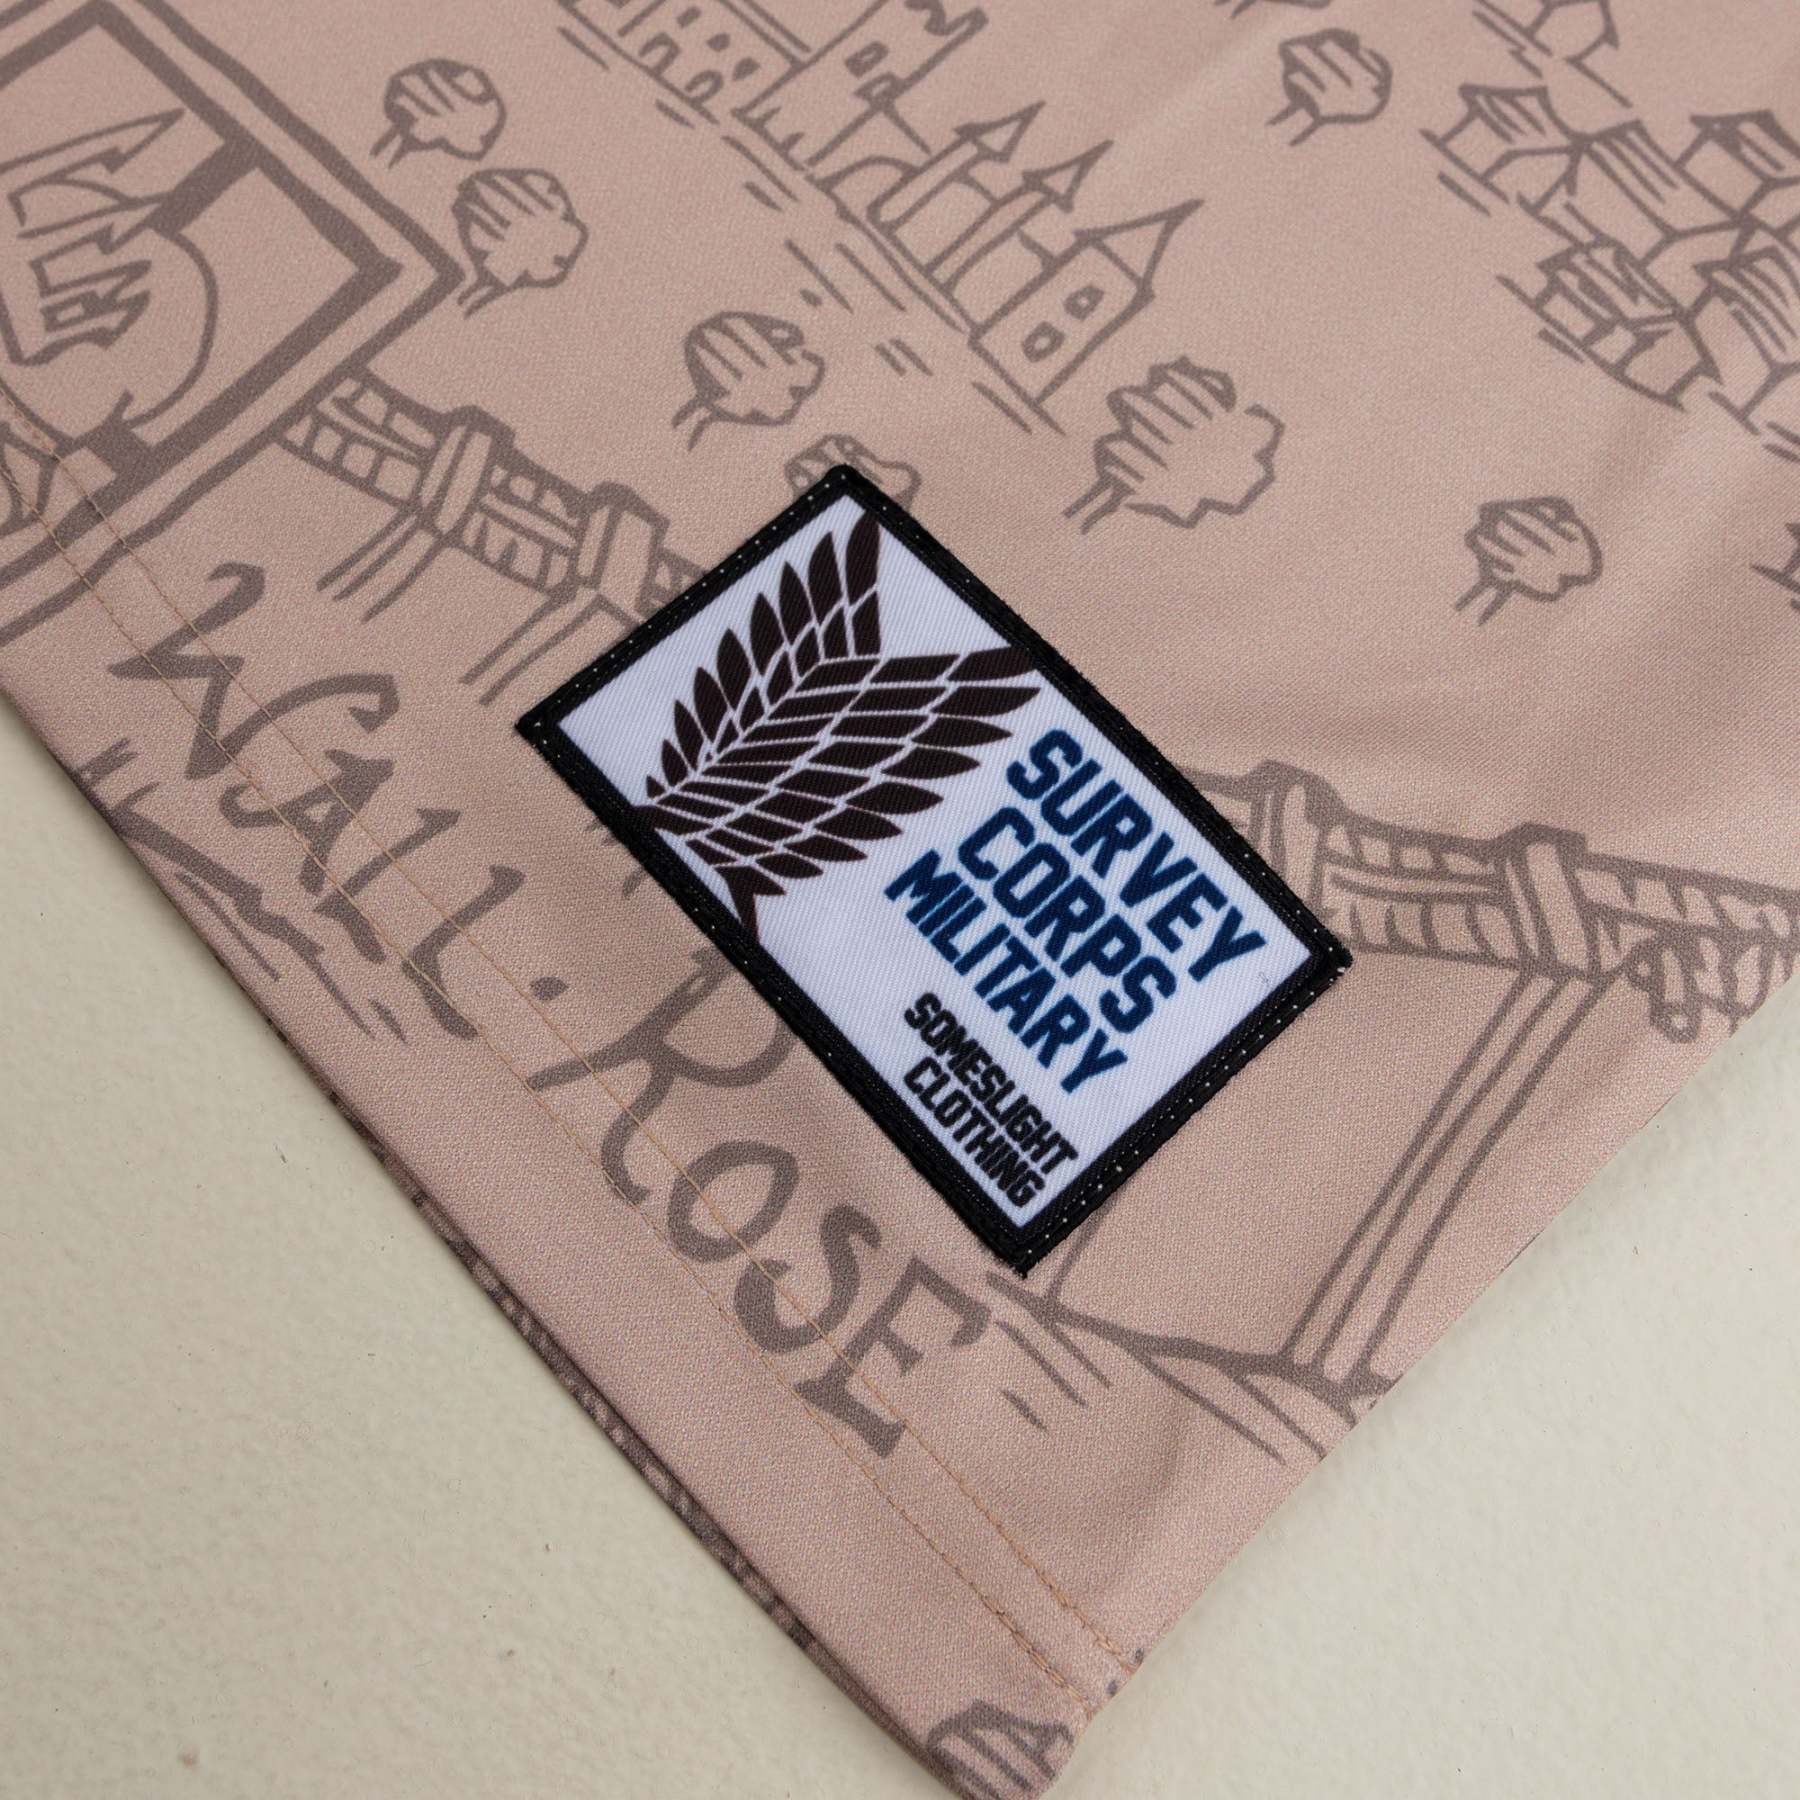 WALL. ROSE
SURVEY
CORPS
MILITARY
SOMESLIGHT
CLOTHING